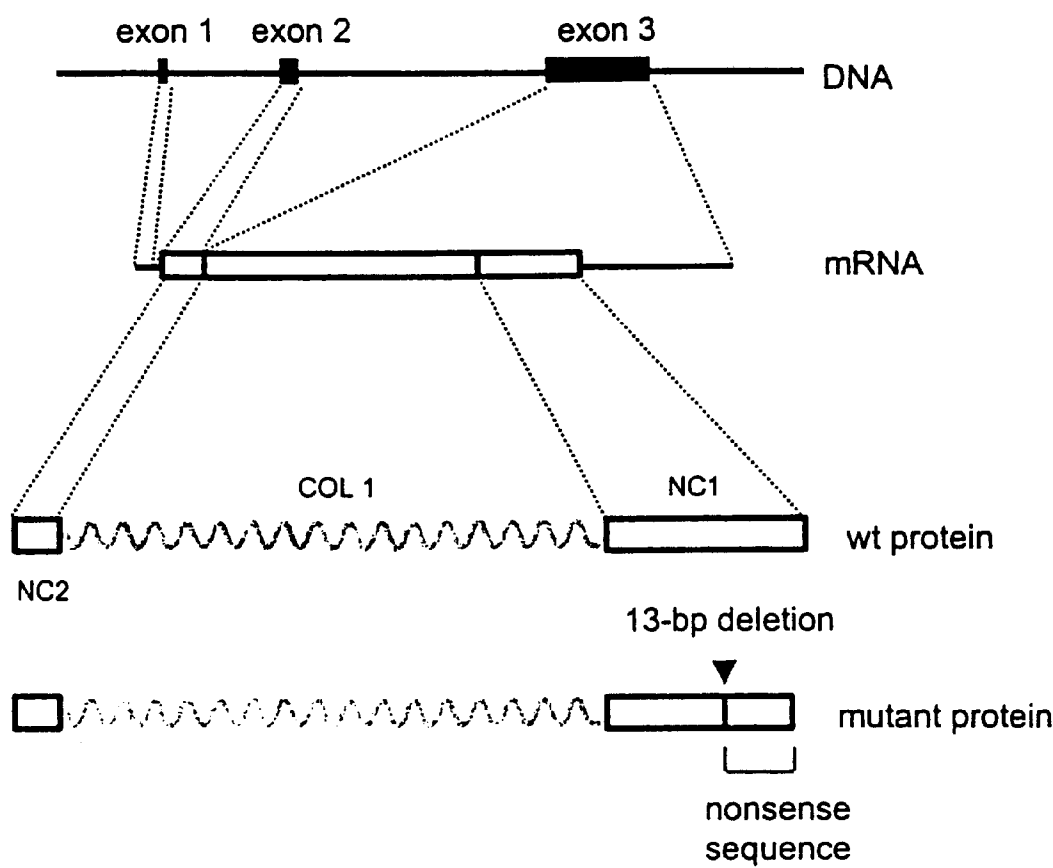 exon 1 exon 2 exon 3
DNA
mRNA
COL 1 NC1
wt protein
NC2
13-bp deletion
mutant protein
nonsense
sequence